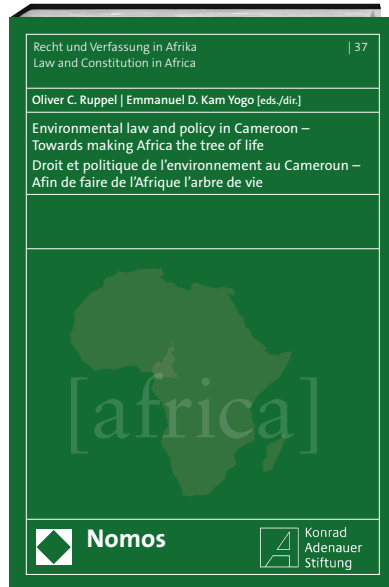 Recht und Verfassung in Afrika | 37
Law and Constitution in Africa
Oliver C. Ruppel | Emmanuel D. Kam Yogo [eds./dir.]
Environmental law and policy in Cameroon –
Towards making Africa the tree of life
Droit et politique de l’environnement au Cameroun –
Afin de faire de l’Afrique l’arbre de vie
[africa]
Nomos
Konrad
Adenauer
Stiftung